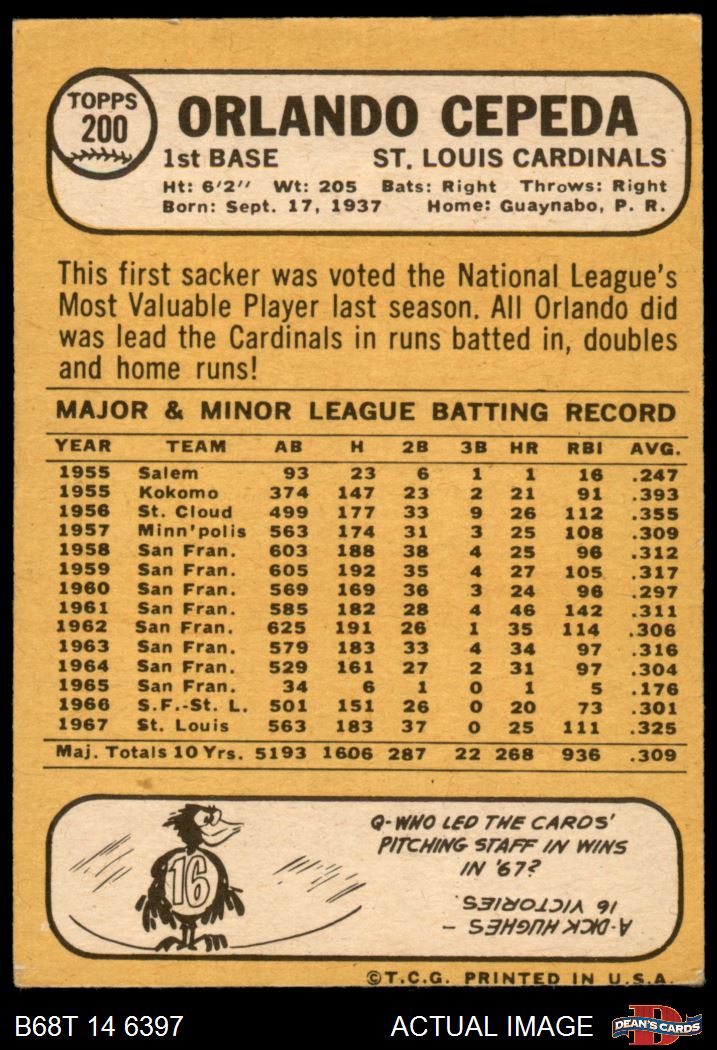 TOPPS
200
ORLANDO CEPEDA
1st BASE ST. LOUIS CARDINALS
Ht: 6'2" Wt: 205 Bats: Right Throws: Right
Born: Sept. 17, 1937 Home: Guaynabo, P. R.
This first sacker was voted the National League's
Most Valuable Player last season. All Orlando did
was lead the Cardinals in runs batted in, doubles
and home runs!
MAJOR & MINOR LEAGUE BATTING RECORD
YEAR TEAM AB H 2B 3B HR RBI AVG.
1955 Salem 93 23 6 1 1 16 .247
1955 Kokomo 374 147 23 2 21 91 .393
1956 St. Cloud 499 177 33 9 26 112 .355
1957 Minn'polis 563 174 31 3 25 108 .309
1958 San Fran. 603 188 38 4 25 96 .312
1959 San Fran. 605 192 35 4 27 105 .317
1960 San Fran. 569 169 36 3 24 96 .297
1961 San Fran. 585 182 28 4 46 142 .311
1962 San Fran. 625 191 26 1 35 114 .306
1963 San Fran. 579 183 33 4 34 97 .316
1964 San Fran. 529 161 27 2 31 97 .304
1965 San Fran. 34 6 1 0 1 5 .176
1966 S.F.-St. L. 501 151 26 0 20 73 .301
1967 St. Louis 563 183 37 0 25 111 .325
Maj. Totals 10 Yrs. 5193 1606 287 22 268 936 .309
16
Q-WHO LED THE CARDS'
PITCHING STAFF IN WINS
IN '67?
A-DICK HUGHES -
16 VICTORIES.
©T.C.G. PRINTED IN U.S.A.
B68T 14 6397 ACTUAL IMAGE
D
DEAN'S CARDS